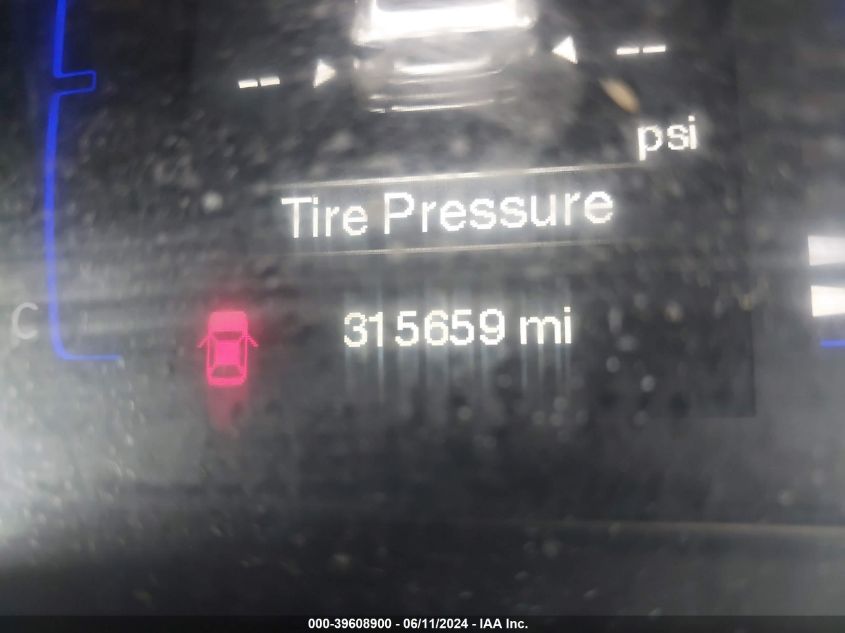 -- --
psi
Tire Pressure
C
315659 mi
000-39608900 - 06/11/2024 - IAA Inc.